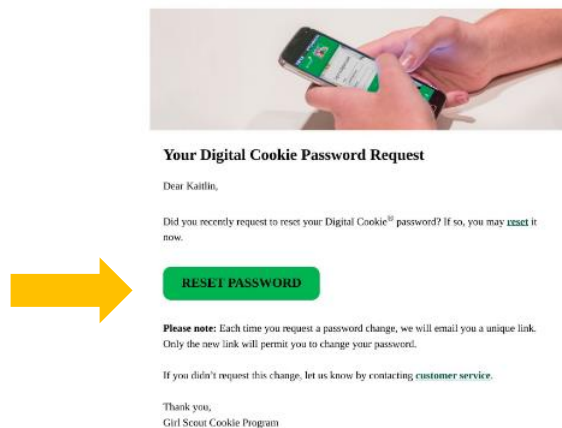 Your Digital Cookie Password Request
Dear Kaitlin,
Did you recently request to reset your Digital Cookie® password? If so, you may reset it
now.
RESET PASSWORD
Please note: Each time you request a password change, we will email you a unique link.
Only the new link will permit you to change your password.
If you didn't request this change, let us know by contacting customer service.
Thank you,
Girl Scout Cookie Program